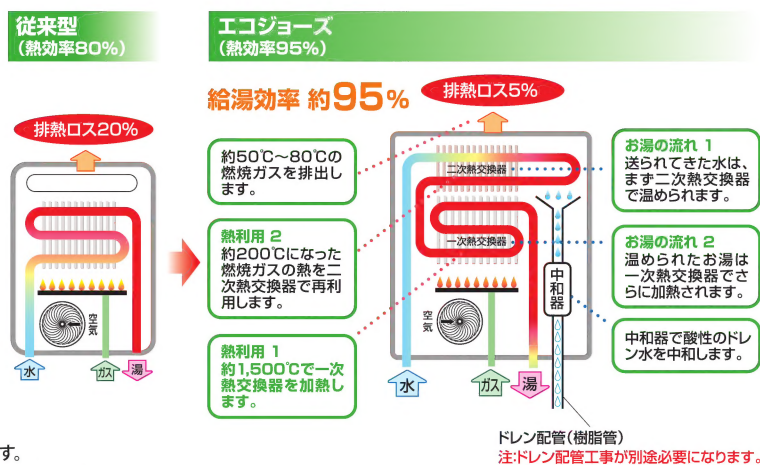 従来型
（熱効率80%）
エコジョーズ
（熱効率95%）
給湯効率 約95%
排熱ロス20%
空気
水
ガス
湯
約50℃〜80℃の
燃焼ガスを排出し
ます。
熱利用 2
約200℃になった
燃焼ガスの熱を二
次熱交換器で再利
用します。
熱利用 1
約1,500℃で一次
熱交換器を加熱し
ます。
排熱ロス5%
二次熱交換器
一次熱交換器
中和器
空気
水
ガス
湯
お湯の流れ 1
送られてきた水は、
まず二次熱交換器
で温められます。
お湯の流れ 2
温められたお湯は
一次熱交換器でさ
らに加熱されます。
中和器で酸性のドレ
ン水を中和します。
ドレン配管（樹脂管）
注:ドレン配管工事が別途必要になります。
す。